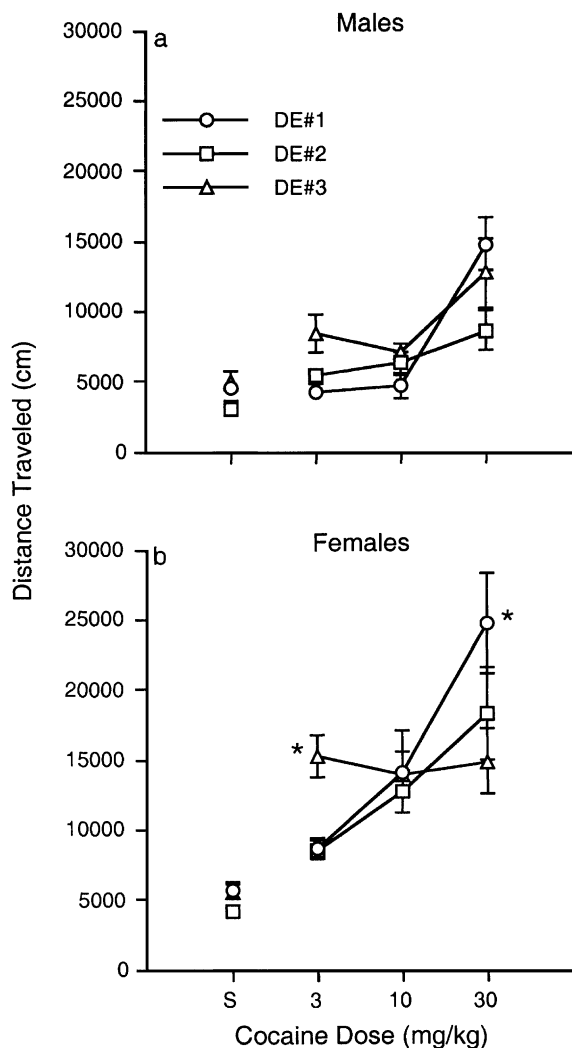 Males
a
30000
25000
20000
15000
10000
5000
0
DE#1
DE#2
DE#3
Distance Traveled (cm)
Females
b
30000
25000
20000
15000
10000
5000
0
*
*
S 3 10 30
Cocaine Dose (mg/kg)